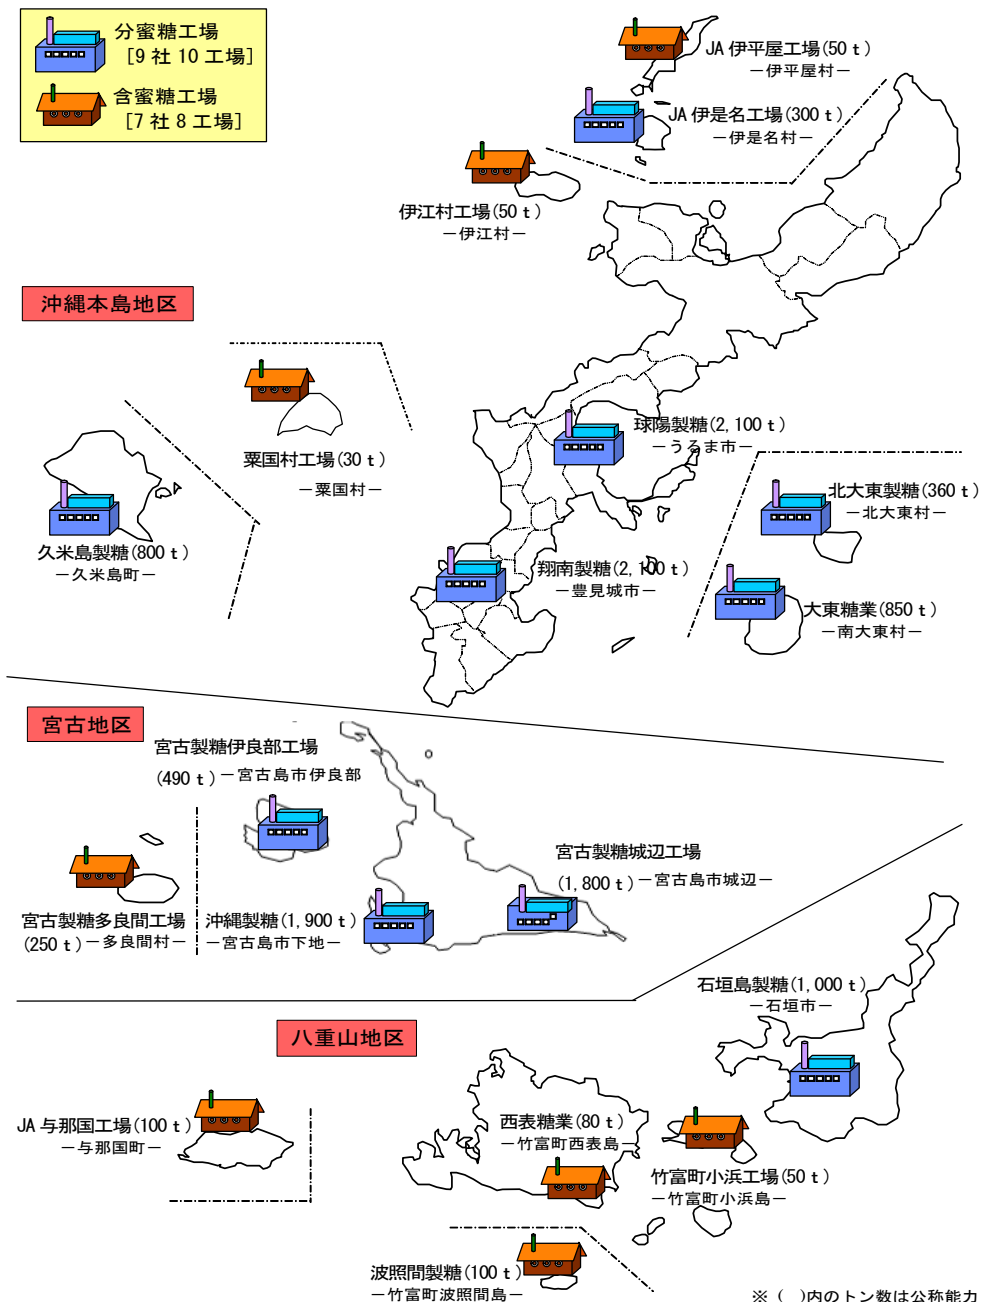 分蜜糖工場
［9 社 10 工場］
含蜜糖工場
［7 社 8 工場］
JA 伊平屋工場(50ｔ)
－伊平屋村－
JA 伊是名工場(300ｔ)
－伊是名村－
伊江村工場(50ｔ)
－伊江村－
沖縄本島地区
粟国村工場(30ｔ)
－粟国村－
球陽製糖(2,100ｔ)
－うるま市－
久米島製糖(800ｔ)
－久米島町－
北大東製糖(360ｔ)
－北大東村－
翔南製糖(2,100ｔ)
－豊見城市－
大東糖業(850ｔ)
－南大東村－
宮古地区
宮古製糖伊良部工場
(490ｔ)－宮古島市伊良部
宮古製糖城辺工場
(1,800ｔ)－宮古島市城辺－
宮古製糖多良間工場
(250ｔ)－多良間村－
沖縄製糖(1,900ｔ)
－宮古島市下地－
石垣島製糖(1,000ｔ)
－石垣市－
八重山地区
JA 与那国工場(100ｔ)
－与那国町－
西表糖業(80ｔ)
－竹富町西表島－
竹富町小浜工場(50ｔ)
－竹富町小浜島－
波照間製糖(100ｔ)
－竹富町波照間島－
※ (　)内のトン数は公称能力